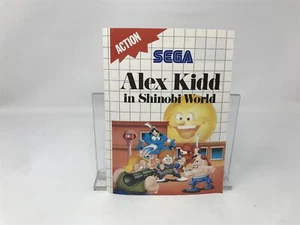 ACTION
SEGA
Alex Kidd
in Shinobi World